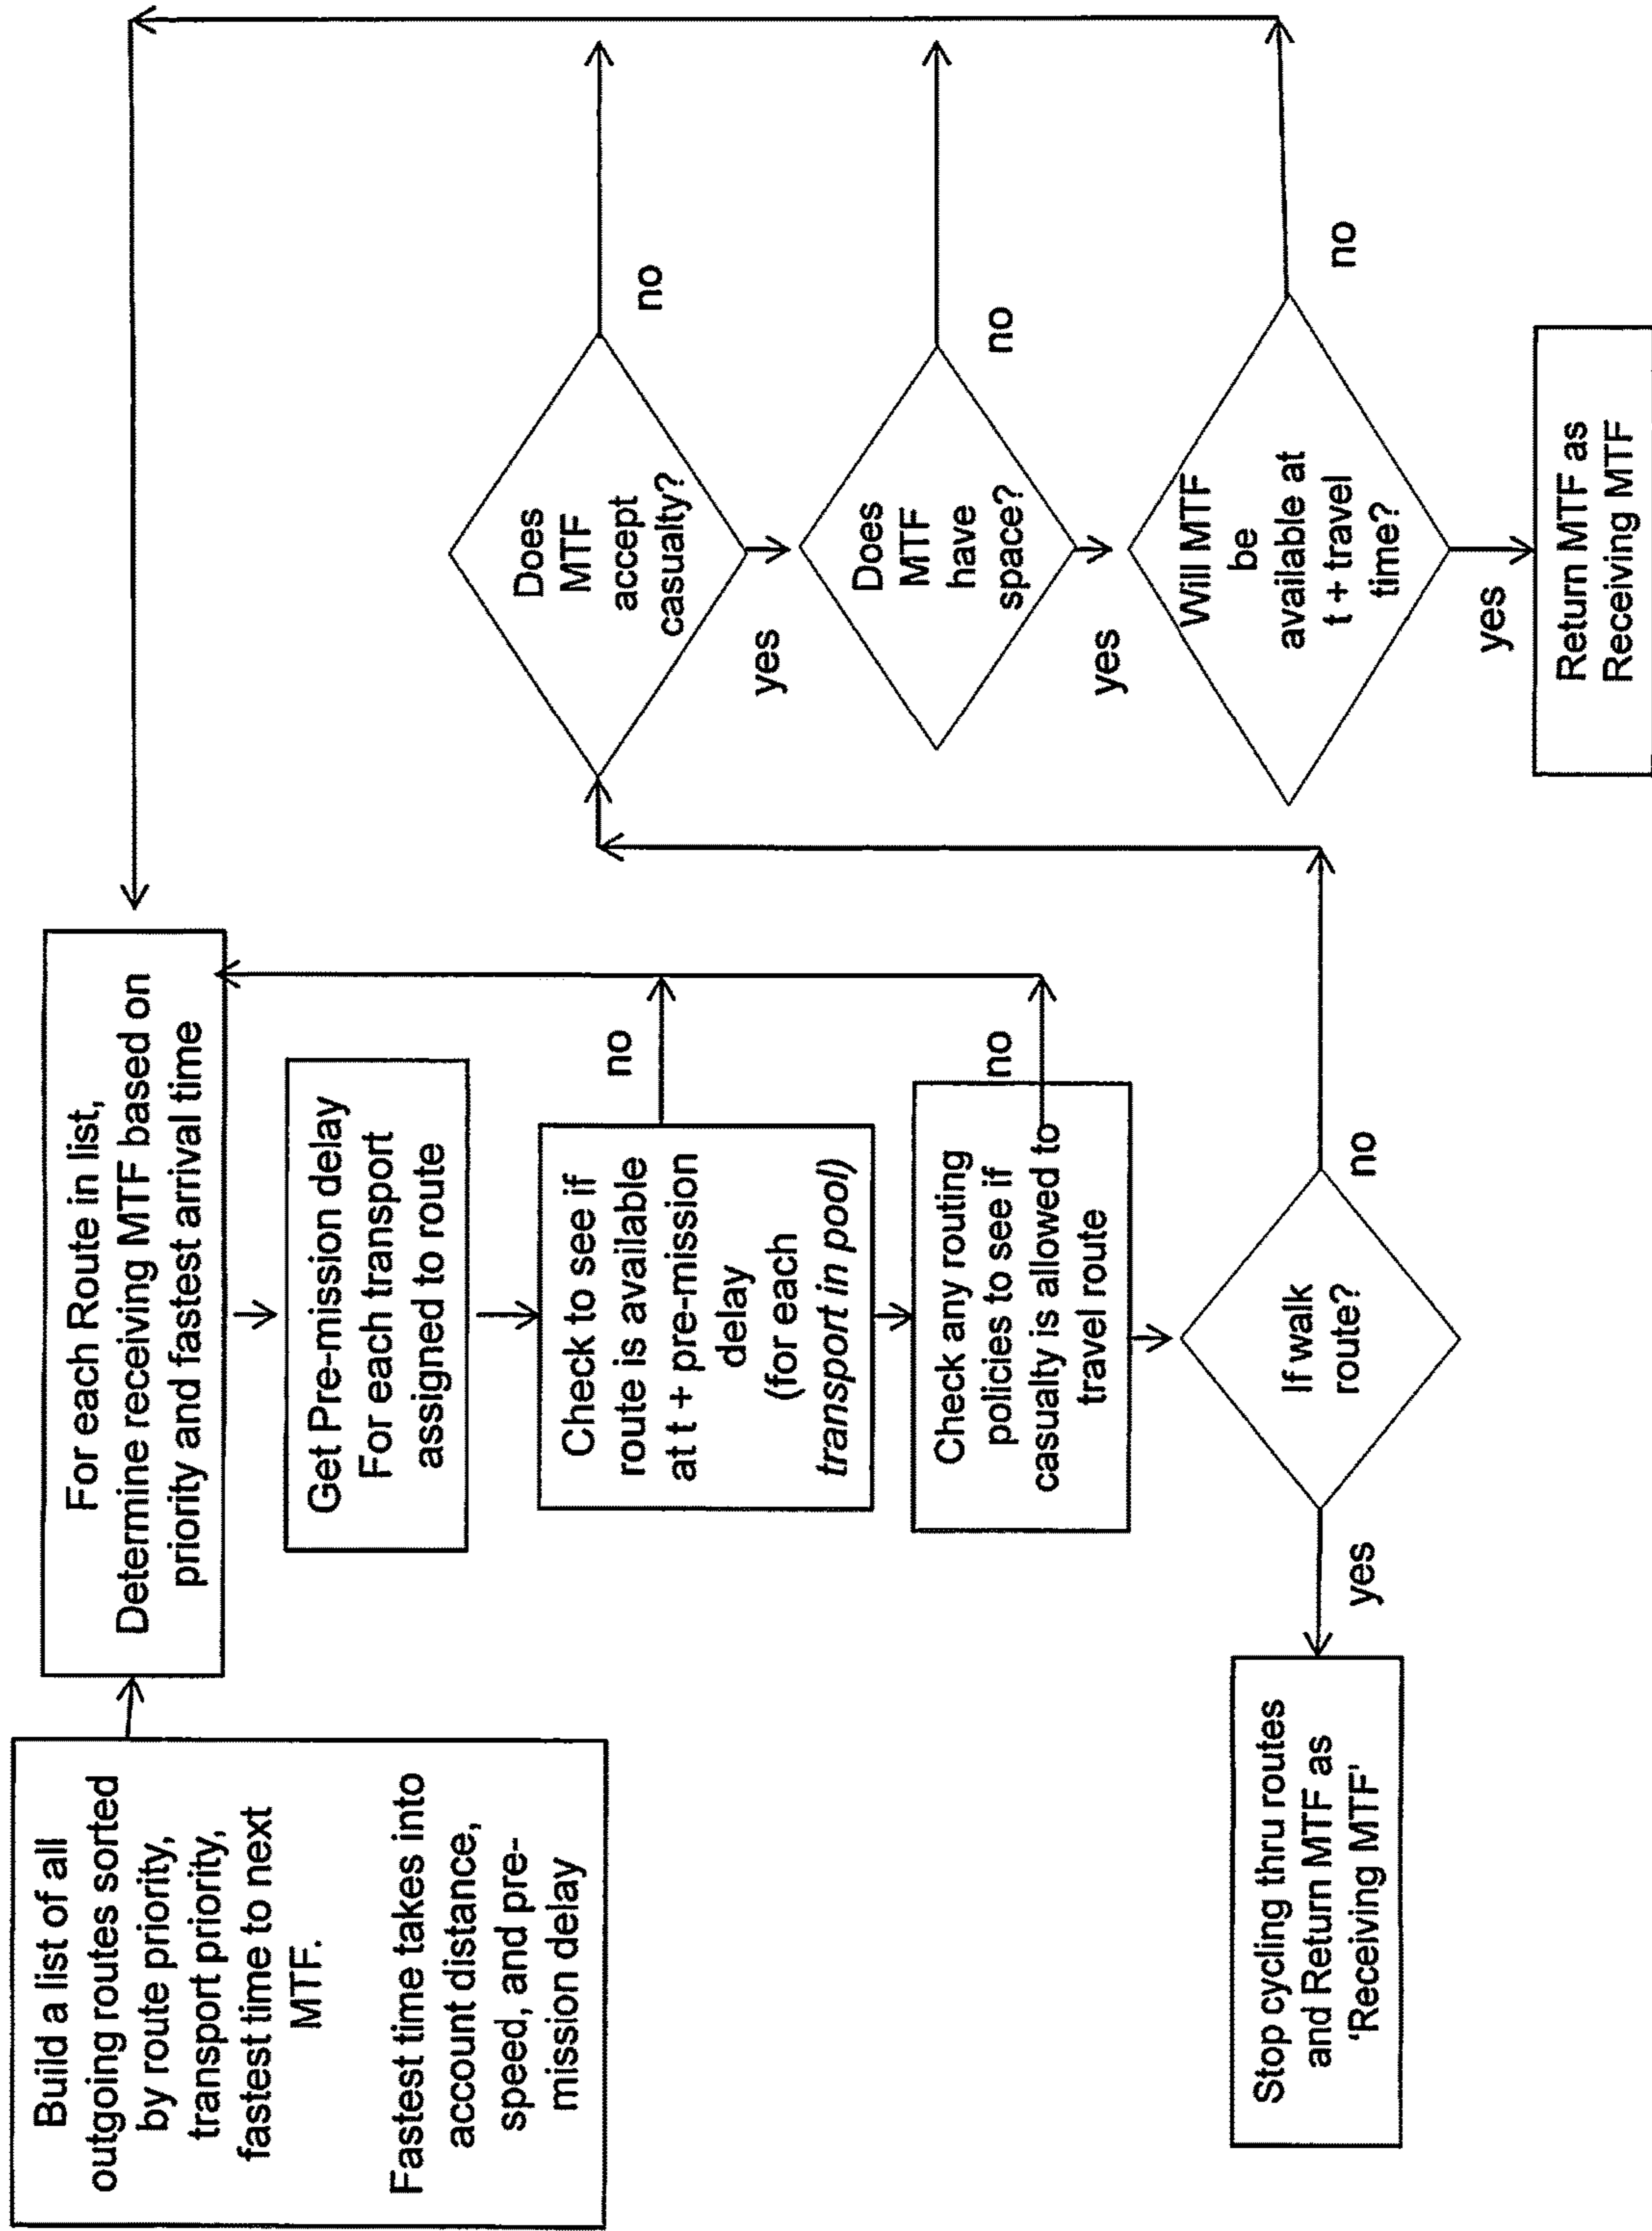 Build a list of all
outgoing routes sorted
by route priority,
transport priority,
fastest time to next
MTF.
Fastest time takes into
account distance,
speed, and pre-
mission delay
For each Route in list,
Determine receiving MTF based on
priority and fastest arrival time
Get Pre-mission delay
For each transport
assigned to route
Check to see if
route is available
at t + pre-mission
delay
(for each
transport in pool)
no
Check any routing
policies to see if
casualty is allowed to
travel route
no
If walk
route?
yes
no
Stop cycling thru routes
and Return MTF as
‘Receiving MTF’
Does
MTF
accept
casualty?
no
yes
Does
MTF
have
space?
no
yes
Will MTF
be
available at
t + travel
time?
no
yes
Return MTF as
Receiving MTF